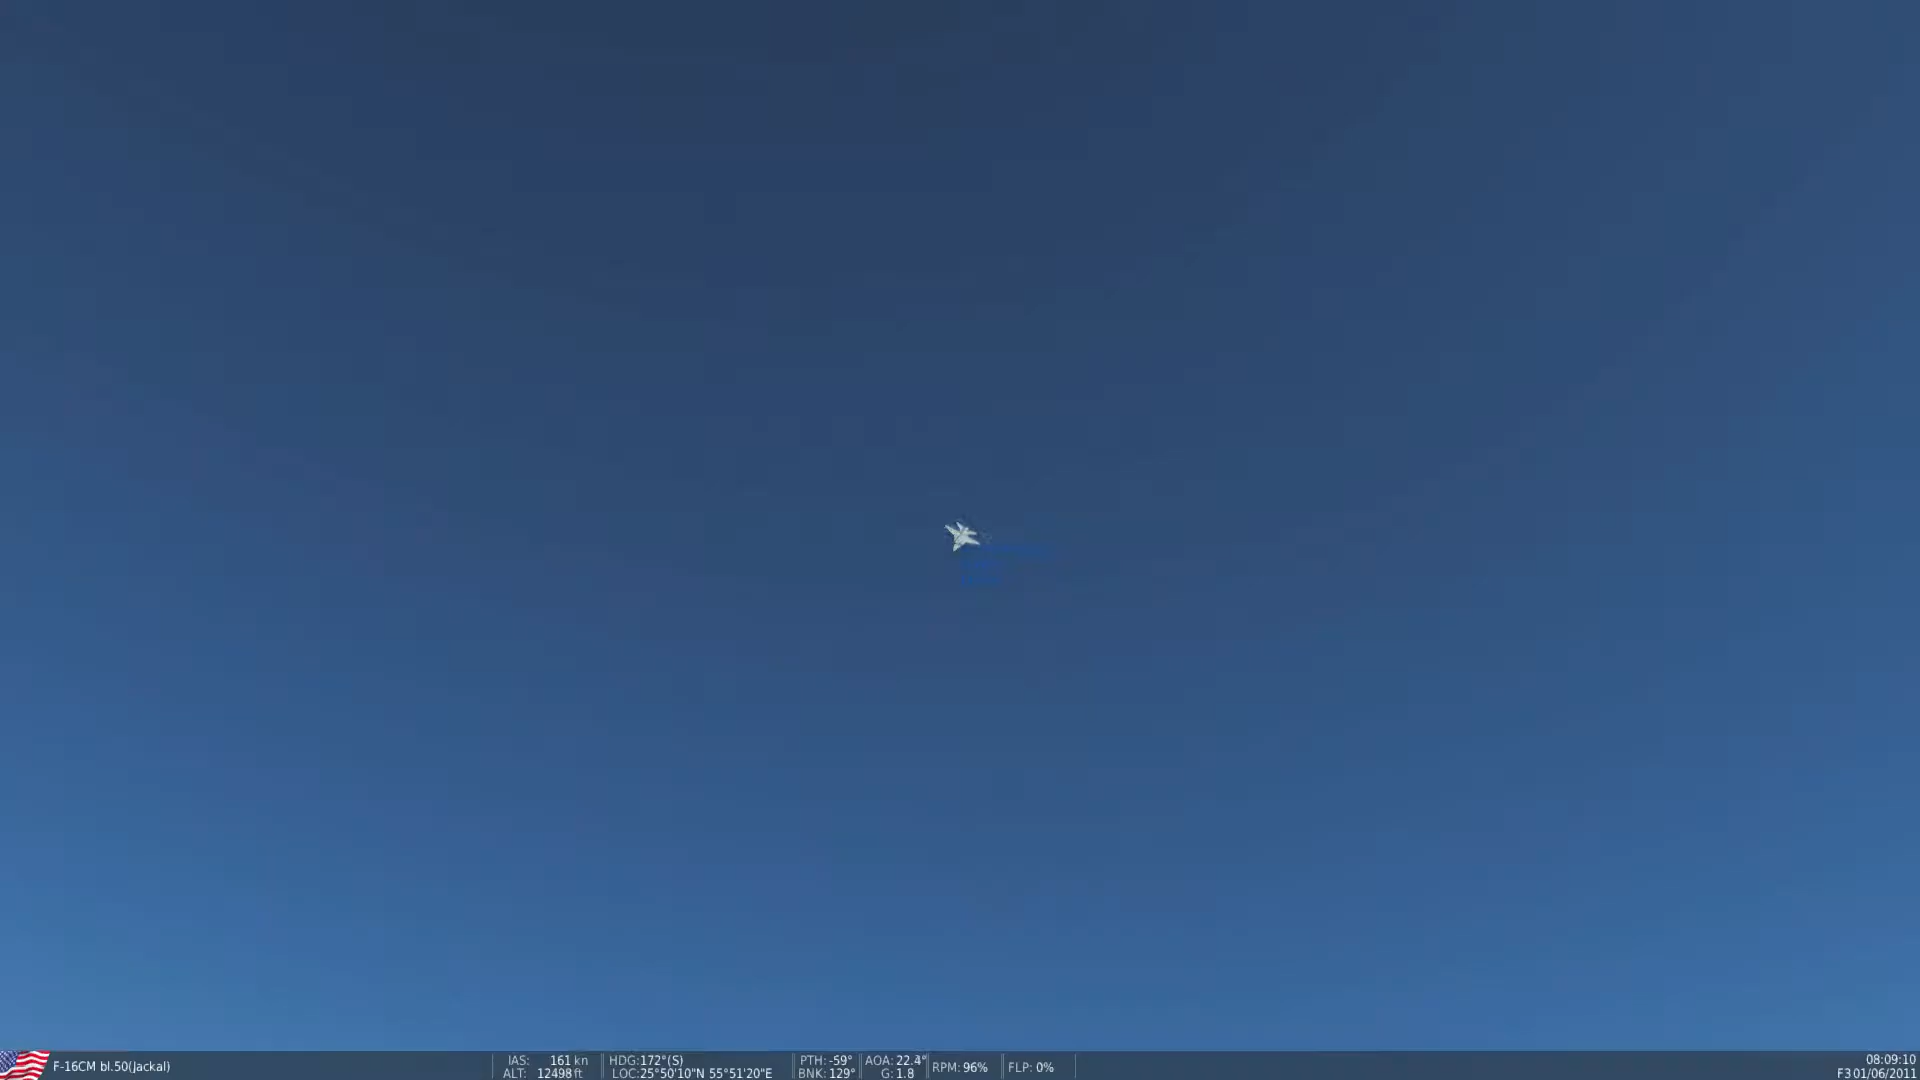 F-16CM bl.50(Jackal)
IAS: 161 kn
ALT: 12498 ft
HDG:172°(S)
LOC:25°50'10"N 55°51'20"E
PTH: -59°
BNK: 129°
AOA: 22.4°
G: 1.8
RPM: 96%
FLP: 0%
08:09:10
F3 01/06/2011